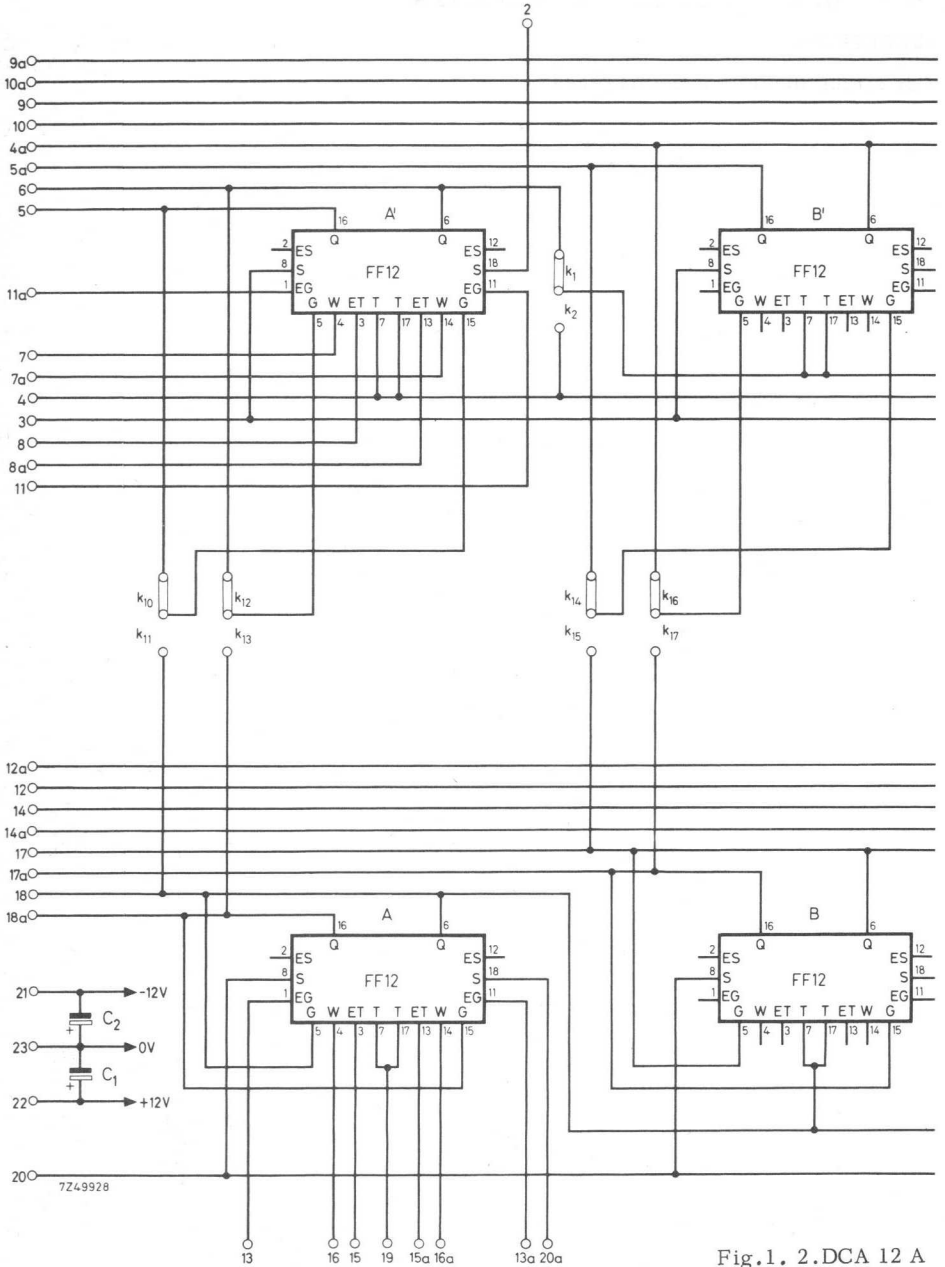 2
9a
10a
9
10
4a
5a
6
5
16 A' 6
Q Q
2 ES ES 12
8 S S 18
1 EG FF12 EG 11
G W ET T T ET W G
5 4 3 7 17 13 14 15
k1
k2
16 B' 6
Q Q
2 ES ES 12
8 S S 18
1 EG FF12 EG 11
G W ET T T ET W G
5 4 3 7 17 13 14 15
11a
7
7a
4
3
8
8a
11
k10 k12 k14 k16
k11 k13 k15 k17
12a
12
14
14a
17
17a
18
18a
16 A 6
Q Q
2 ES ES 12
8 S S 18
1 EG FF12 EG 11
G W ET T T ET W G
5 4 3 7 17 13 14 15
16 B 6
Q Q
2 ES ES 12
8 S S 18
1 EG FF12 EG 11
G W ET T T ET W G
5 4 3 7 17 13 14 15
21 -12V
+ C2
23 0V
+ C1
22 +12V
20
7Z49928
13 16 15 19 15a 16a 13a 20a
Fig.1. 2.DCA 12 A